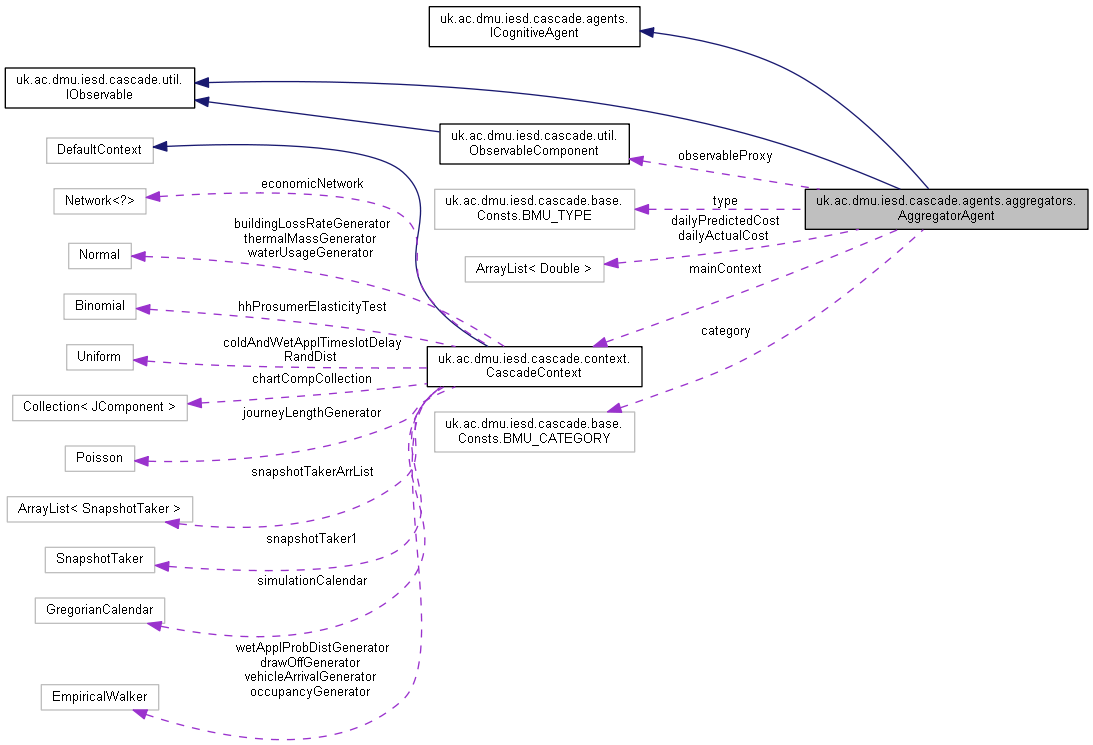 uk.ac.dmu.iesd.cascade.agents.
ICognitiveAgent
uk.ac.dmu.iesd.cascade.util.
IObservable
uk.ac.dmu.iesd.cascade.util.
ObservableComponent
DefaultContext
observableProxy
economicNetwork
Network<?>
uk.ac.dmu.iesd.cascade.base.
Consts.BMU_TYPE
type
uk.ac.dmu.iesd.cascade.agents.aggregators.
AggregatorAgent
dailyPredictedCost
dailyActualCost
buildingLossRateGenerator
thermalMassGenerator
waterUsageGenerator
Normal
ArrayList< Double >
mainContext
Binomial
hhProsumerElasticityTest
category
Uniform
coldAndWetApplTimeslotDelay
RandDist
uk.ac.dmu.iesd.cascade.context.
CascadeContext
chartCompCollection
Collection< JComponent >
journeyLengthGenerator
uk.ac.dmu.iesd.cascade.base.
Consts.BMU_CATEGORY
Poisson
snapshotTakerArrList
ArrayList< SnapshotTaker >
snapshotTaker1
SnapshotTaker
simulationCalendar
GregorianCalendar
wetApplProbDistGenerator
drawOffGenerator
vehicleArrivalGenerator
occupancyGenerator
EmpiricalWalker